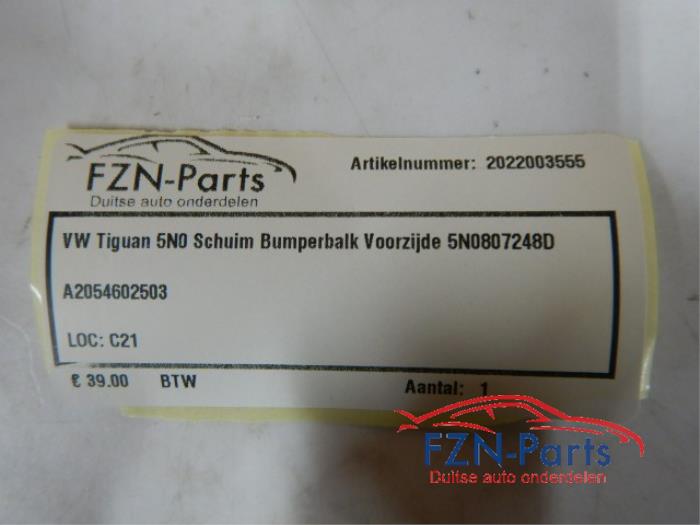 FZN-Parts
Duitse auto onderdelen
Artikelnummer: 2022003555
VW Tiguan 5N0 Schuim Bumperbalk Voorzijde 5N0807248D
A2054602503
LOC: C21
€ 39.00 BTW
Aantal: 1
FZN-Parts
Duitse auto onderdelen